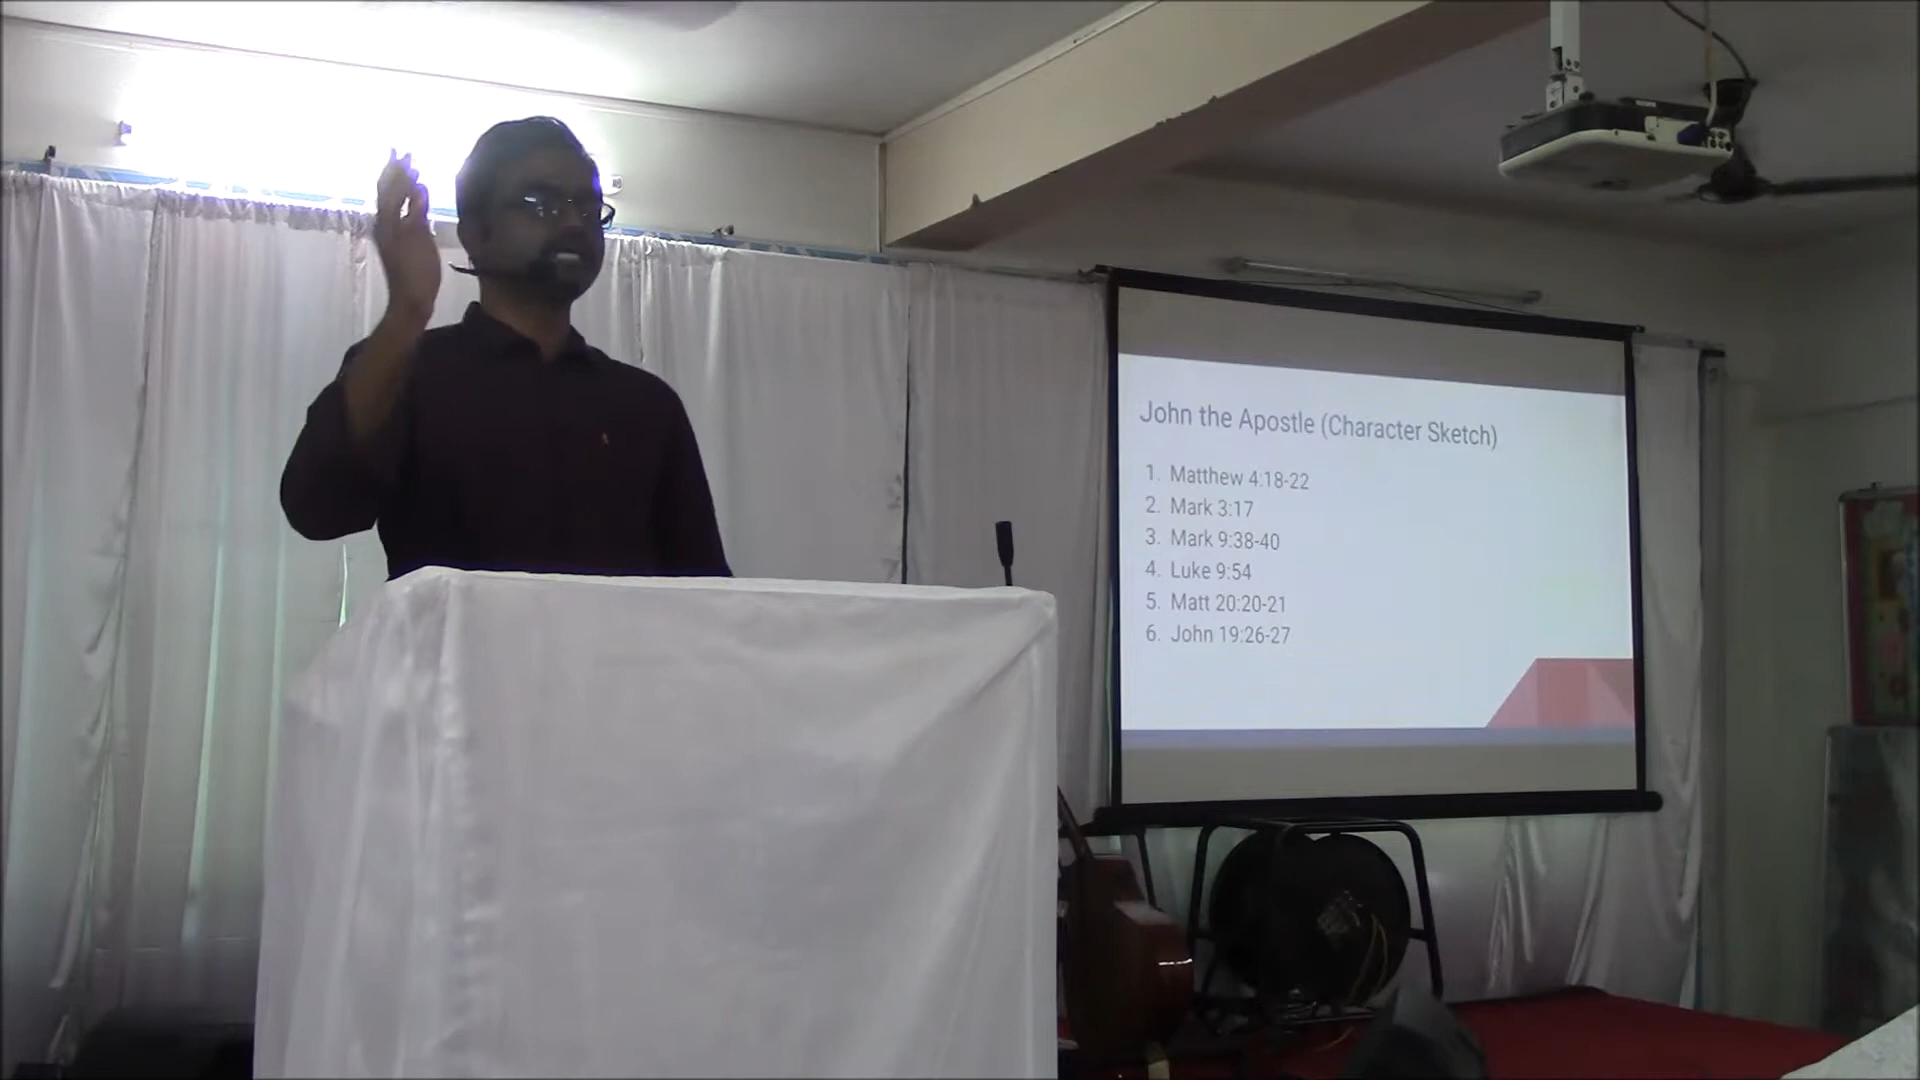 John the Apostle (Character Sketch)
1. Matthew 4:18-22
2. Mark 3:17
3. Mark 9:38-40
4. Luke 9:54
5. Matt 20:20-21
6. John 19:26-27